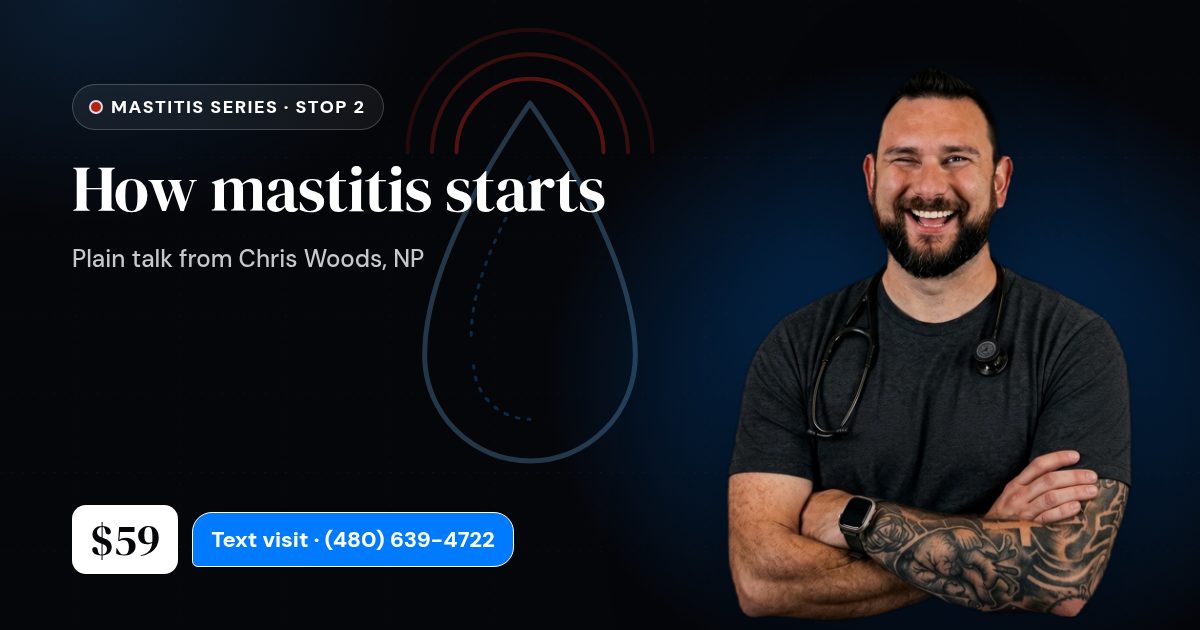 MASTITIS SERIES · STOP 2
How mastitis starts
Plain talk from Chris Woods, NP
$59
Text visit · (480) 639-4722